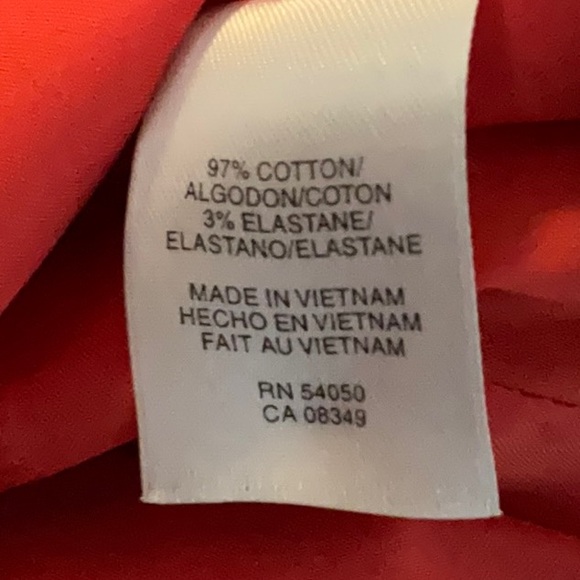 97% COTTON/
ALGODON/COTON
3% ELASTANE/
ELASTANO/ELASTANE
MADE IN VIETNAM
HECHO EN VIETNAM
FAIT AU VIETNAM
RN 54050
CA 08349